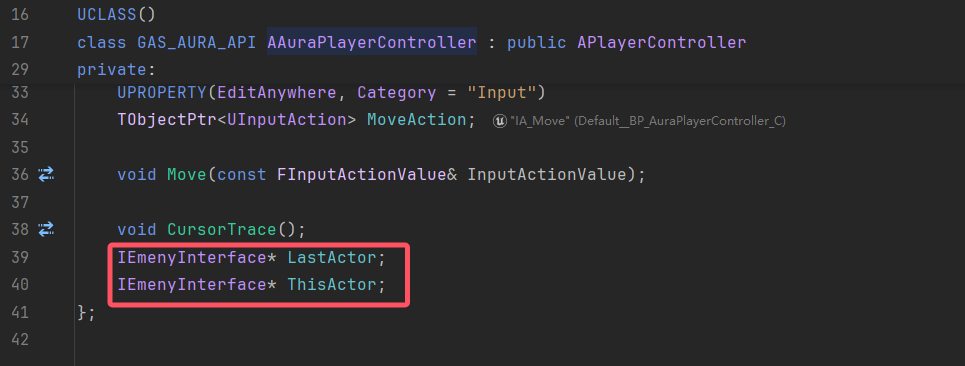 16 UCLASS()
17 class GAS_AURA_API AAuraPlayerController : public APlayerController
29 private:
33 UPROPERTY(EditAnywhere, Category = "Input")
34 TObjectPtr<UInputAction> MoveAction; "IA_Move" (Default__BP_AuraPlayerController_C)
35
36 void Move(const FInputActionValue& InputActionValue);
37
38 void CursorTrace();
39 IEmenyInterface* LastActor;
40 IEmenyInterface* ThisActor;
41 };
42